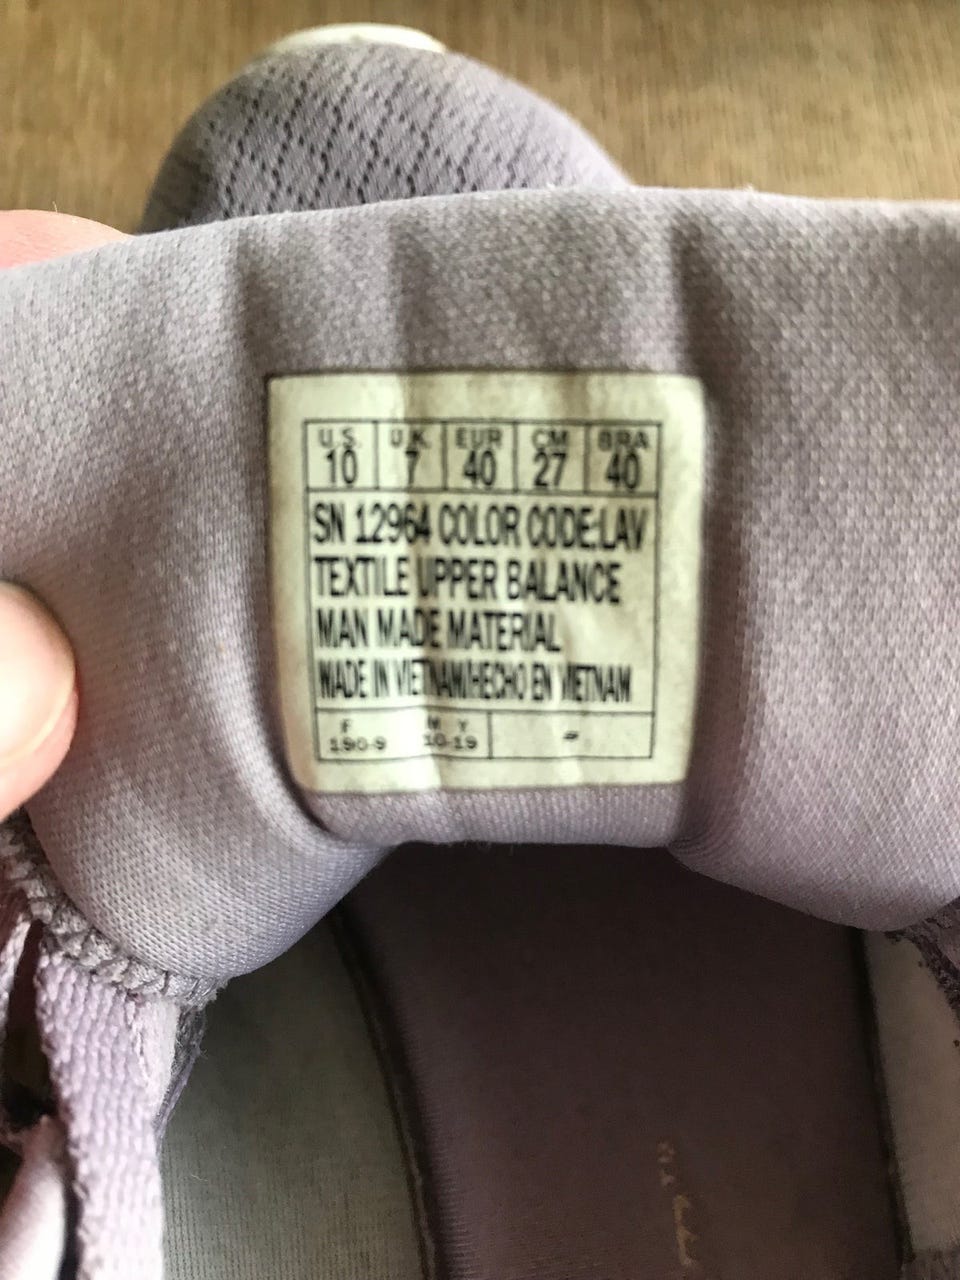 U.S. U.K. EUR CM BRA
10 7 40 27 40
SN 12964 COLOR CODE:LAV
TEXTILE UPPER BALANCE
MAN MADE MATERIAL
MADE IN VIETNAM/HECHO EN VIETNAM
F M Y
190-9 10-19 -